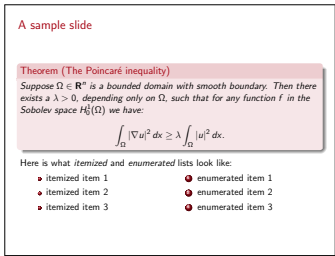 A sample slide
Theorem (The Poincaré inequality)
Suppose Ω ∈ Rⁿ is a bounded domain with smooth boundary. Then there
exists a λ > 0, depending only on Ω, such that for any function f in the
Sobolev space H₀¹(Ω) we have:
∫_Ω |∇u|² dx ≥ λ ∫_Ω |u|² dx.
Here is what itemized and enumerated lists look like:
itemized item 1
itemized item 2
itemized item 3
1 enumerated item 1
2 enumerated item 2
3 enumerated item 3